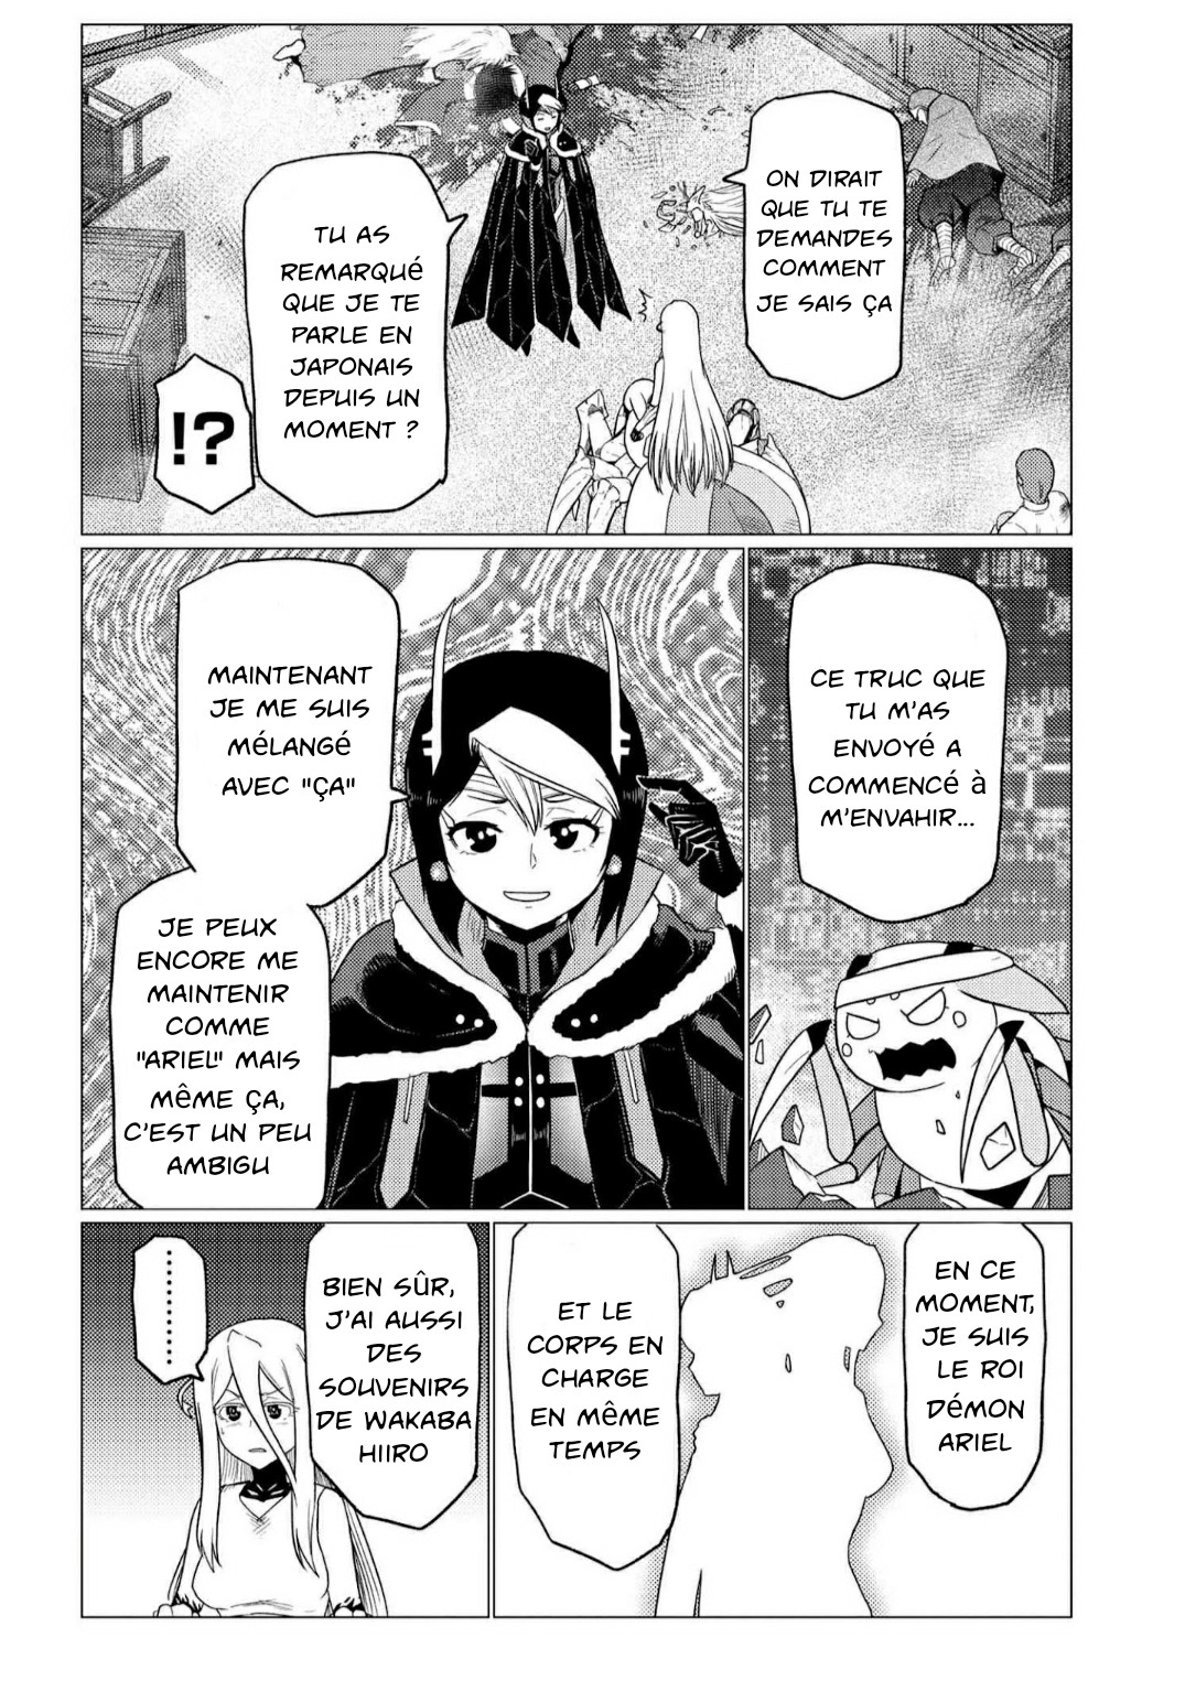 ON DIRAIT
QUE TU TE
DEMANDES
COMMENT
JE SAIS ÇA
TU AS
REMARQUÉ
QUE JE TE
PARLE EN
JAPONAIS
DEPUIS UN
MOMENT ?
!?
CE TRUC QUE
TU M'AS
ENVOYÉ A
COMMENCÉ À
M'ENVAHIR...
MAINTENANT
JE ME SUIS
MÉLANGÉ
AVEC "ÇA"
JE PEUX
ENCORE ME
MAINTENIR
COMME
"ARIEL" MAIS
MÊME ÇA,
C'EST UN PEU
AMBIGU
EN CE
MOMENT,
JE SUIS
LE ROI
DÉMON
ARIEL
ET LE
CORPS EN
CHARGE
EN MÊME
TEMPS
BIEN SÛR,
J'AI AUSSI
DES
SOUVENIRS
DE WAKABA
HIIRO
..........